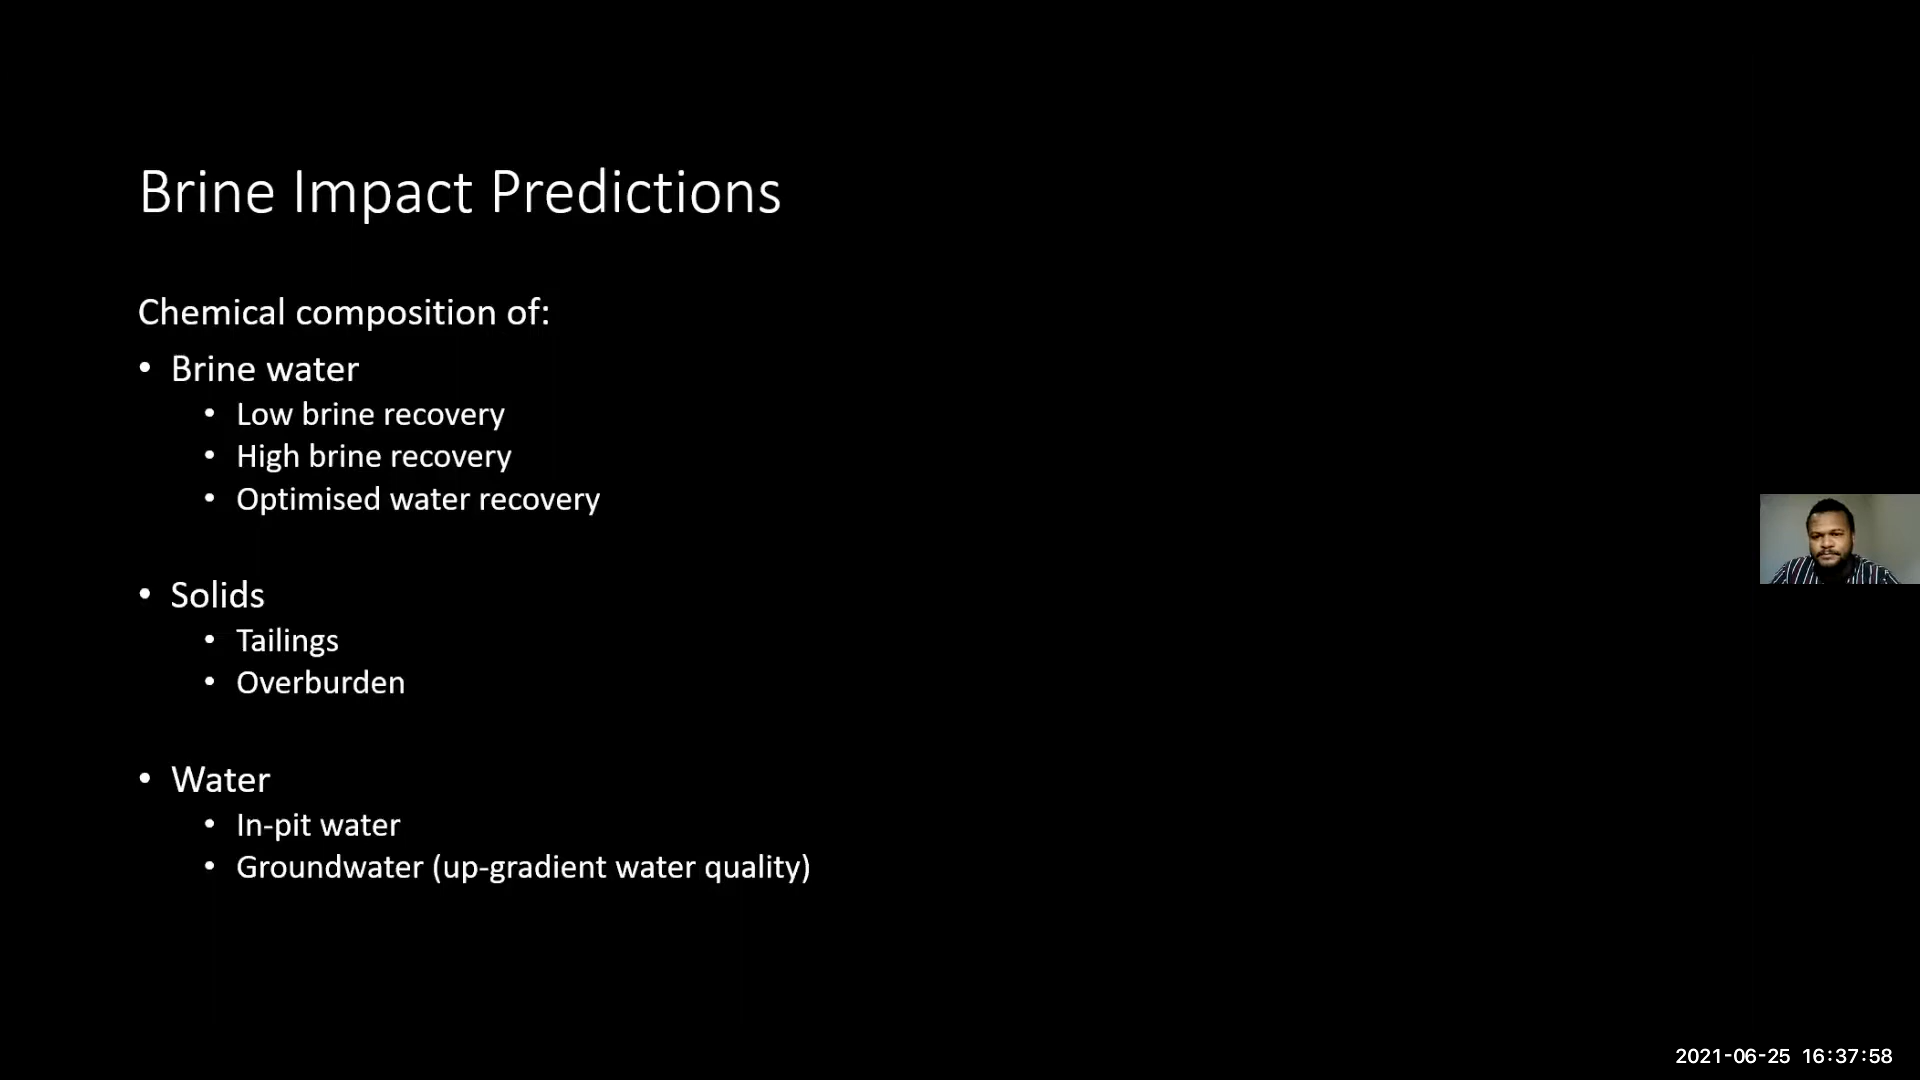 Brine Impact Predictions
Chemical composition of:
• Brine water
• Low brine recovery
• High brine recovery
• Optimised water recovery
• Solids
• Tailings
• Overburden
• Water
• In-pit water
• Groundwater (up-gradient water quality)
2021-06-25 16:37:58